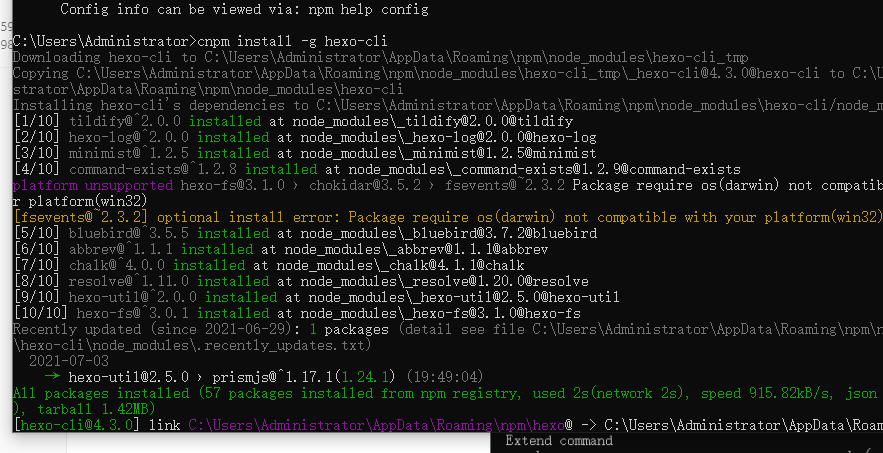 Config info can be viewed via: npm help config
59
98
C:\Users\Administrator>cnpm install -g hexo-cli
Downloading hexo-cli to C:\Users\Administrator\AppData\Roaming\npm\node_modules\hexo-cli_tmp
Copying C:\Users\Administrator\AppData\Roaming\npm\node_modules\hexo-cli_tmp\_hexo-cli@4.3.0@hexo-cli to C:\U
strator\AppData\Roaming\npm\node_modules\hexo-cli
Installing hexo-cli's dependencies to C:\Users\Administrator\AppData\Roaming\npm\node_modules\hexo-cli/node_m
[1/10] tildify@^2.0.0 installed at node_modules\_tildify@2.0.0@tildify
[2/10] hexo-log@^2.0.0 installed at node_modules\_hexo-log@2.0.0@hexo-log
[3/10] minimist@^1.2.5 installed at node_modules\_minimist@1.2.5@minimist
[4/10] command-exists@^1.2.8 installed at node_modules\_command-exists@1.2.9@command-exists
platform unsupported hexo-fs@3.1.0 › chokidar@3.5.2 › fsevents@~2.3.2 Package require os(darwin) not compatib
r platform(win32)
[fsevents@~2.3.2] optional install error: Package require os(darwin) not compatible with your platform(win32)
[5/10] bluebird@^3.5.5 installed at node_modules\_bluebird@3.7.2@bluebird
[6/10] abbrev@^1.1.1 installed at node_modules\_abbrev@1.1.1@abbrev
[7/10] chalk@^4.0.0 installed at node_modules\_chalk@4.1.1@chalk
[8/10] resolve@^1.11.0 installed at node_modules\_resolve@1.20.0@resolve
[9/10] hexo-util@^2.0.0 installed at node_modules\_hexo-util@2.5.0@hexo-util
[10/10] hexo-fs@^3.0.1 installed at node_modules\_hexo-fs@3.1.0@hexo-fs
Recently updated (since 2021-06-29): 1 packages (detail see file C:\Users\Administrator\AppData\Roaming\npm\n
\hexo-cli\node_modules\.recently_updates.txt)
2021-07-03
→ hexo-util@2.5.0 › prismjs@^1.17.1(1.24.1) (19:49:04)
All packages installed (57 packages installed from npm registry, used 2s(network 2s), speed 915.82kB/s, json
), tarball 1.42MB)
[hexo-cli@4.3.0] link C:\Users\Administrator\AppData\Roaming\npm\hexo@ -> C:\Users\Administrator\AppData\Roam
Extend command